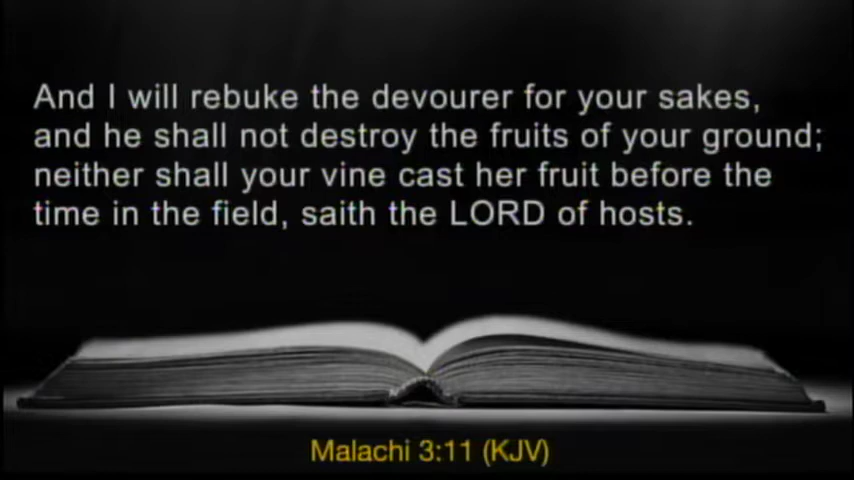 And I will rebuke the devourer for your sakes,
and he shall not destroy the fruits of your ground;
neither shall your vine cast her fruit before the
time in the field, saith the LORD of hosts.
Malachi 3:11 (KJV)